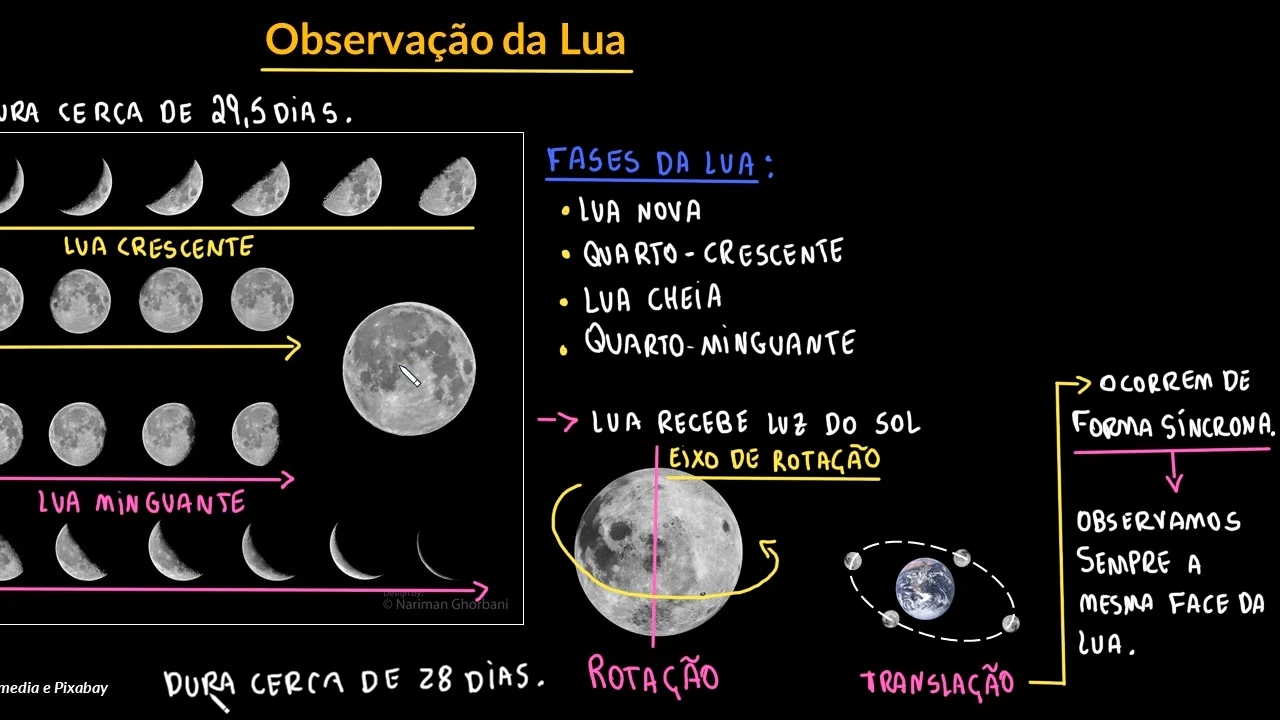 Observação da Lua
URA CERCA DE 29,5 DIAS.
LUA CRESCENTE
LUA MINGUANTE
Design by:
© Nariman Ghorbani
FASES DA LUA:
• LUA NOVA
• QUARTO-CRESCENTE
• LUA CHEIA
• QUARTO-MINGUANTE
→ LUA RECEBE LUZ DO SOL
EIXO DE ROTAÇÃO
ROTAÇÃO
TRANSLAÇÃO
OCORREM DE
FORMA SÍNCRONA.
OBSERVAMOS
SEMPRE A
MESMA FACE DA
LUA.
media e Pixabay
DURA CERCA DE 28 DIAS.